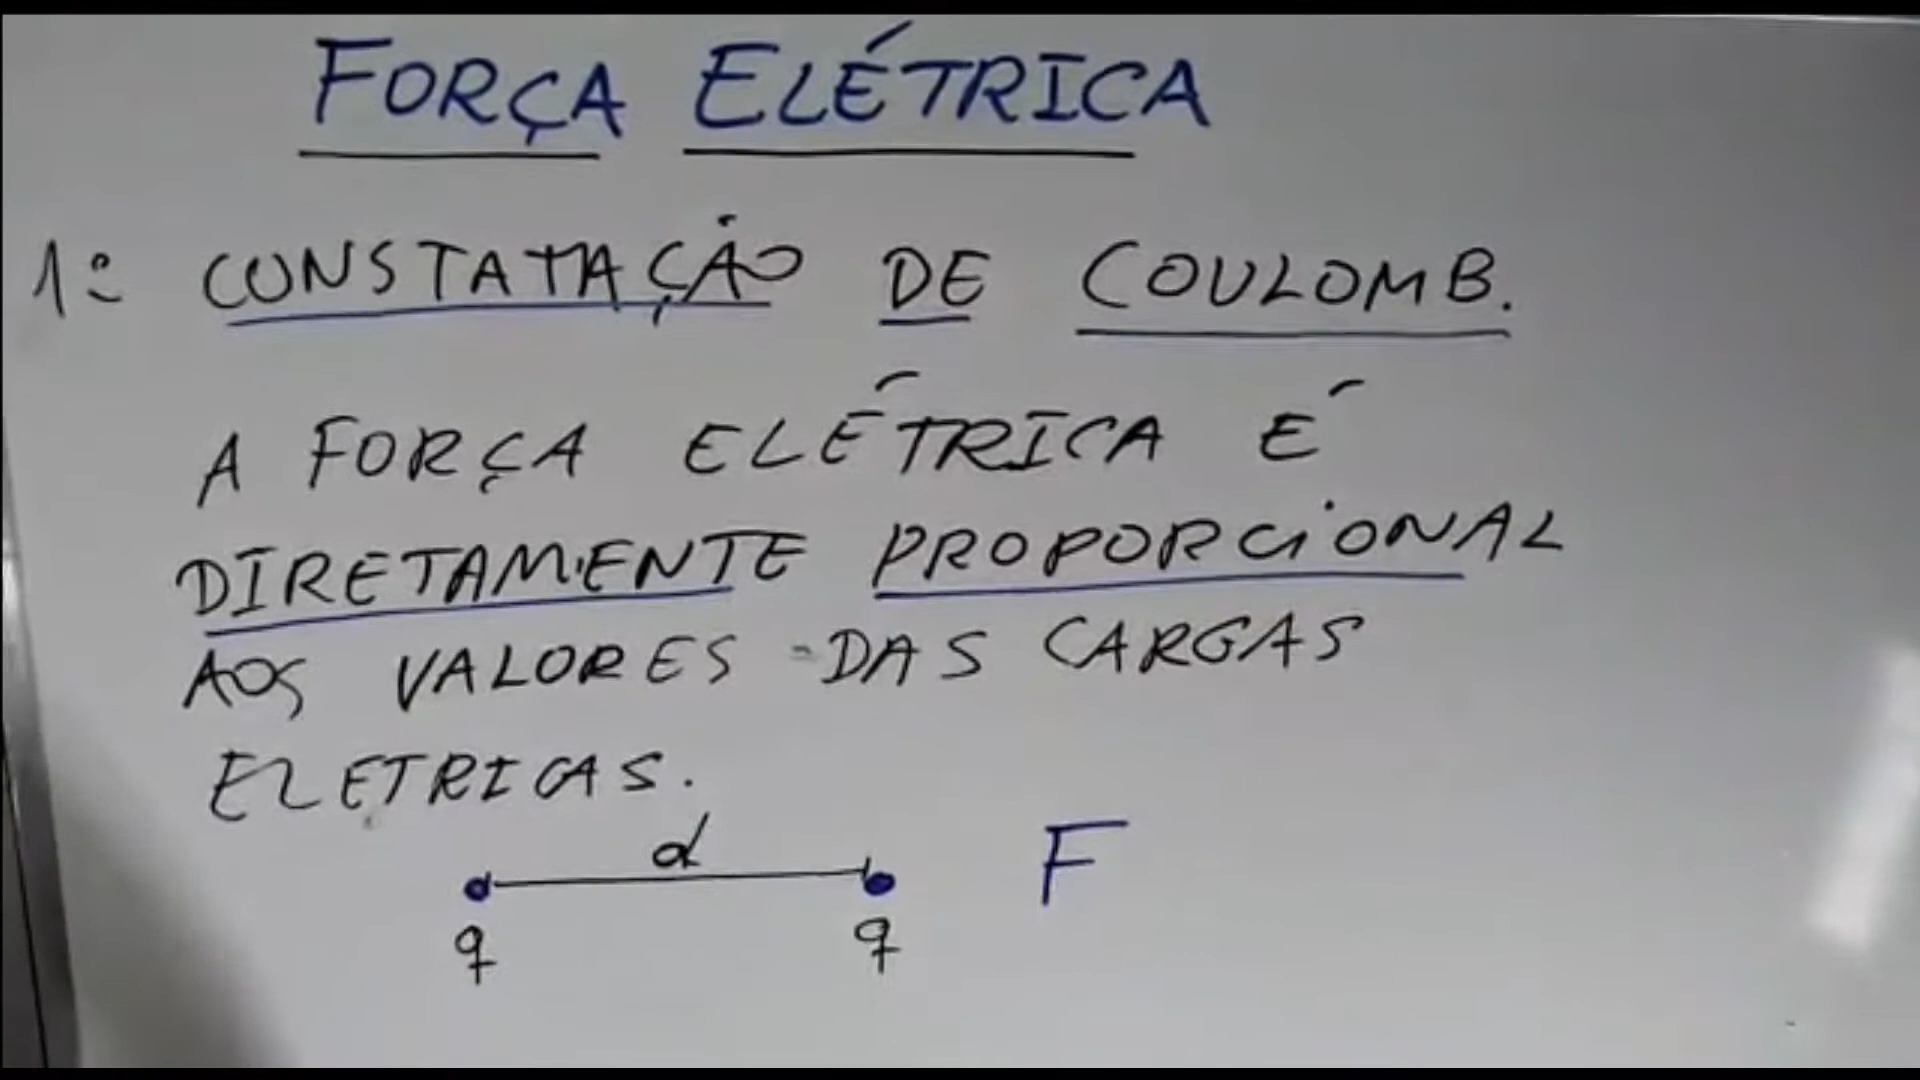 FORÇA ELÉTRICA
1º CONSTATAÇÃO DE COULOMB.
A FORÇA ELÉTRICA É
DIRETAMENTE PROPORCIONAL
AOS VALORES DAS CARGAS
ELETRICAS.
d F
q q